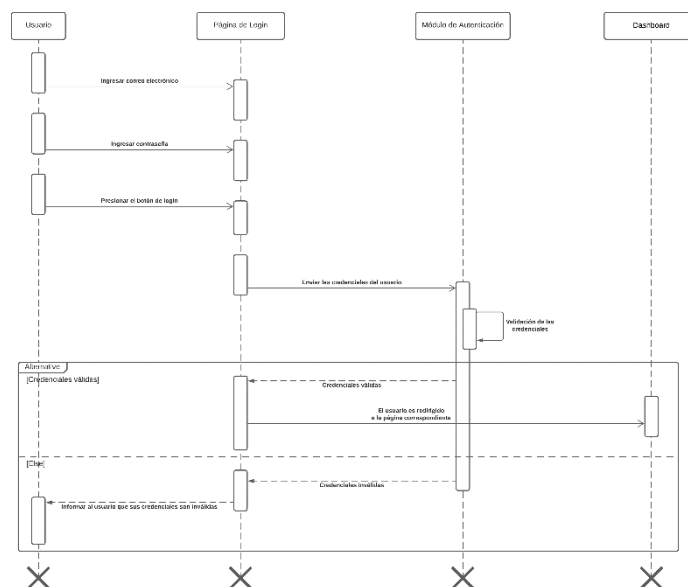 Usuario
Página de Login
Módulo de Autenticación
Dashboard
Ingresar correo electrónico
Ingresar contraseña
Presionar el botón de login
Enviar las credenciales del usuario
Validación de las
credenciales
Alternative
[Credenciales válidas]
Credenciales válidas
El usuario es redirigido
a la página correspondiente
[Else]
Credenciales inválidas
Informar al usuario que sus credenciales son inválidas